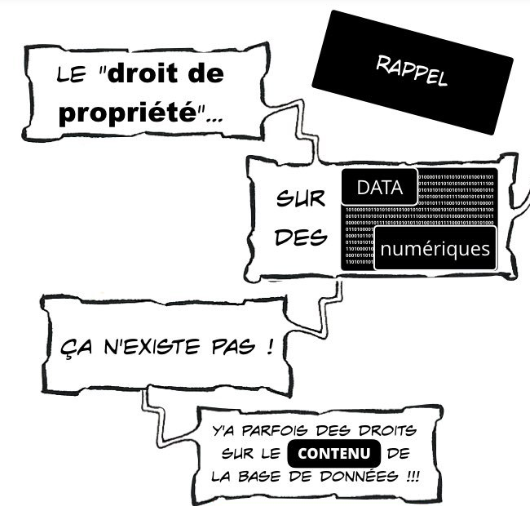 RAPPEL
LE "droit de
propriété"...
SUR DATA
DES numériques
ÇA N'EXISTE PAS !
Y'A PARFOIS DES DROITS
SUR LE CONTENU DE
LA BASE DE DONNÉES !!!